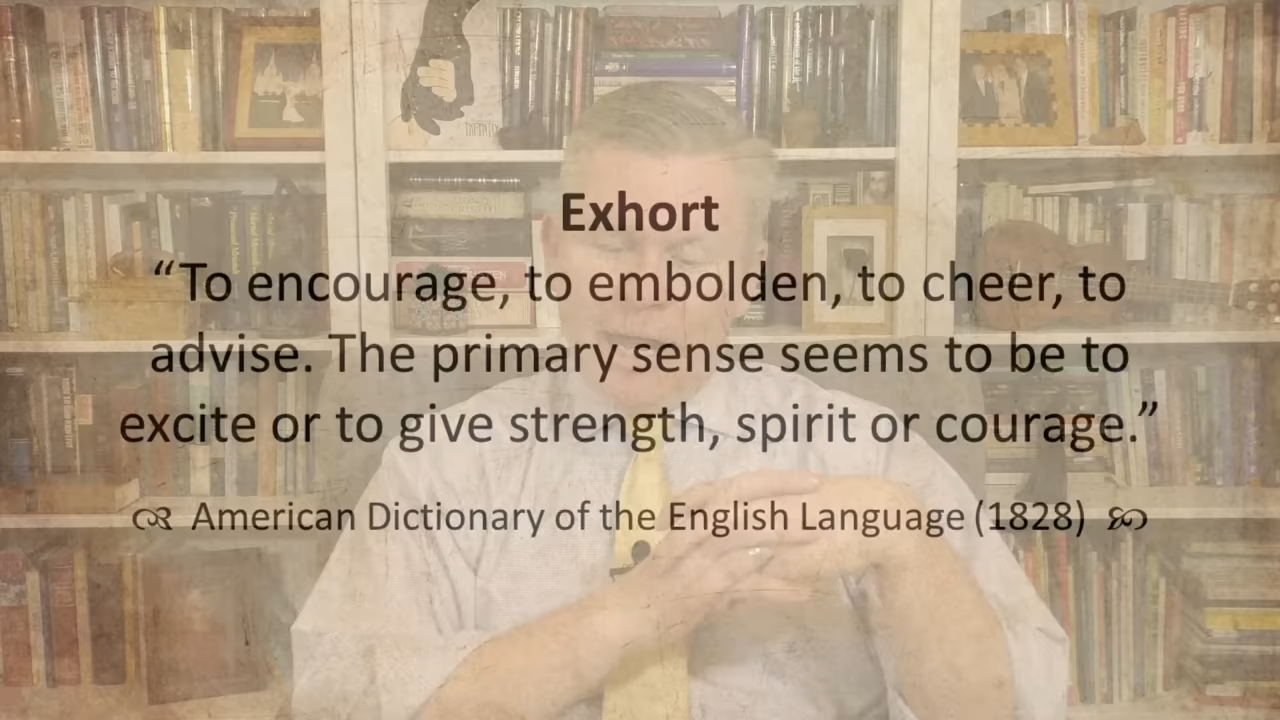 Exhort
“To encourage, to embolden, to cheer, to
advise. The primary sense seems to be to
excite or to give strength, spirit or courage.”
American Dictionary of the English Language (1828)